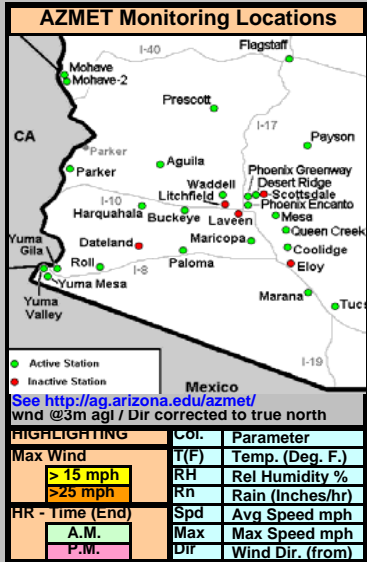 AZMET Monitoring Locations
Flagstaff
I-40
Mohave
Mohave-2
Prescott
I-17
CA
Payson
Parker
Parker
Aguila
Phoenix Greenway
Desert Ridge
Waddell
Scottsdale
Litchfield
Phoenix Encanto
I-10
Harquahala
Buckeye
Laveen
Mesa
Queen Creek
Yuma
Gila
Dateland
Maricopa
Coolidge
Roll
I-8
Paloma
Eloy
Yuma Mesa
Yuma
Valley
Marana
Tucs
I-19
Active Station
Inactive Station
Mexico
See http://ag.arizona.edu/azmet/
wnd @3m agl / Dir corrected to true north
HIGHLIGHTING
Col. Parameter
Max Wind
T(F) Temp. (Deg. F.)
> 15 mph
RH Rel Humidity %
>25 mph
Rn Rain (Inches/hr)
HR - Time (End)
Spd Avg Speed mph
A.M.
Max Max Speed mph
P.M.
Dir Wind Dir. (from)